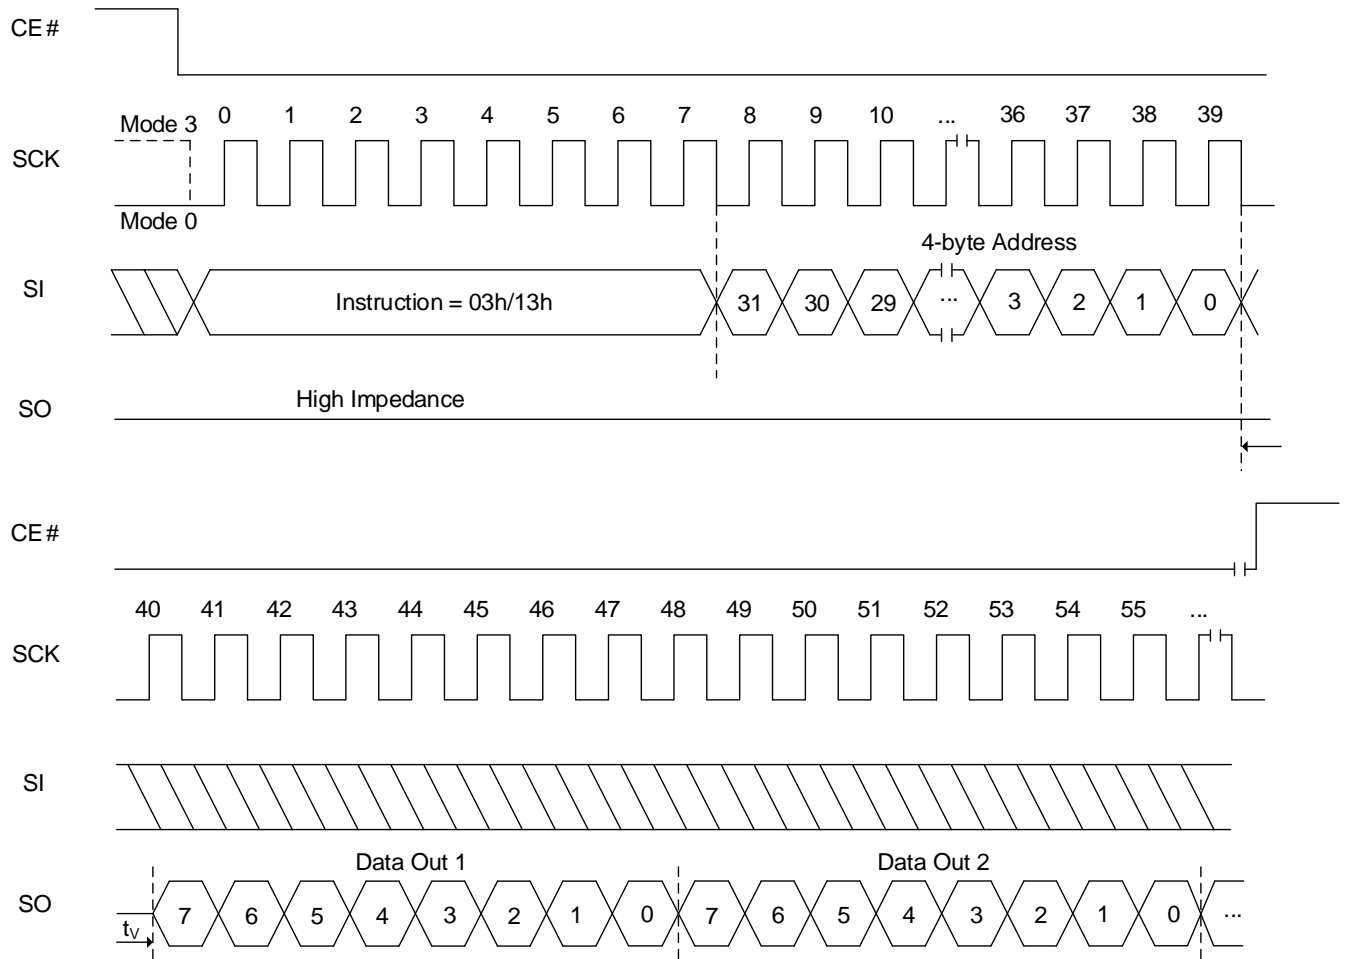 CE#
0 1 2 3 4 5 6 7 8 9 10 ... 36 37 38 39
Mode 3
SCK
Mode 0
4-byte Address
SI
Instruction = 03h/13h
31 30 29 ... 3 2 1 0
High Impedance
SO
CE#
40 41 42 43 44 45 46 47 48 49 50 51 52 53 54 55 ...
SCK
SI
Data Out 1 Data Out 2
SO
7 6 5 4 3 2 1 0 7 6 5 4 3 2 1 0 ...
tV